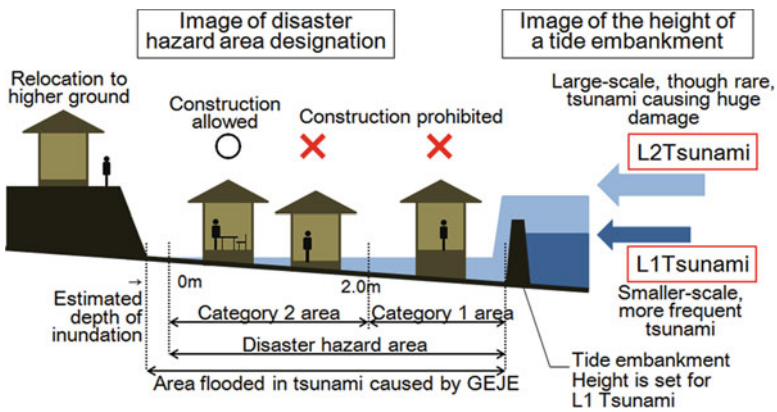 Image of disaster
hazard area designation
Image of the height of
a tide embankment
Relocation to
higher ground
Construction
allowed
Construction prohibited
Large-scale, though rare,
tsunami causing huge
damage
L2Tsunami
L1Tsunami
Smaller-scale,
more frequent
tsunami
→
Estimated
depth of
inundation
0m
2.0m
Category 2 area
Category 1 area
Disaster hazard area
Area flooded in tsunami caused by GEJE
Tide embankment
Height is set for
L1 Tsunami